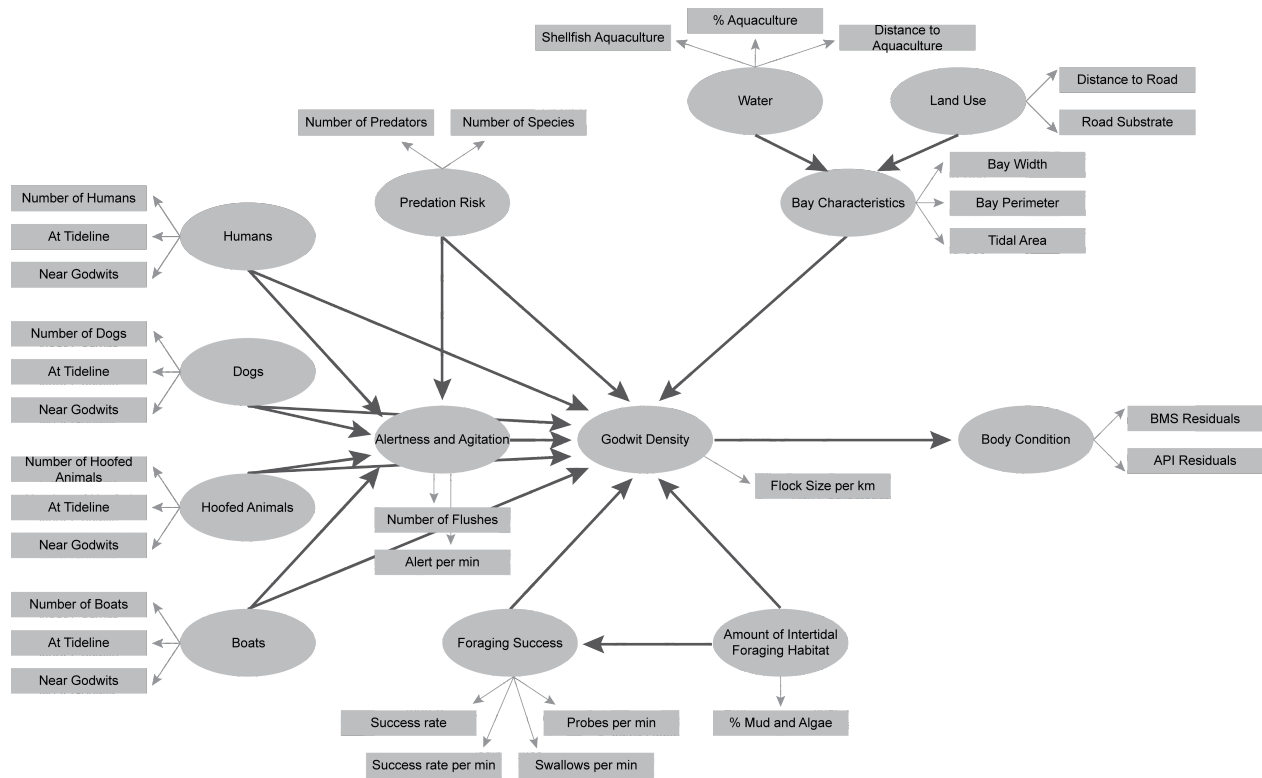 % Aquaculture
Shellfish Aquaculture
Distance to
Aquaculture
Water
Land Use
Distance to Road
Road Substrate
Number of Predators
Number of Species
Predation Risk
Bay Characteristics
Bay Width
Bay Perimeter
Tidal Area
Number of Humans
At Tideline
Near Godwits
Humans
Number of Dogs
At Tideline
Near Godwits
Dogs
Alertness and Agitation
Godwit Density
Body Condition
BMS Residuals
API Residuals
Flock Size per km
Number of Hoofed
Animals
At Tideline
Near Godwits
Hoofed Animals
Number of Flushes
Alert per min
Number of Boats
At Tideline
Near Godwits
Boats
Foraging Success
Amount of Intertidal
Foraging Habitat
Success rate
Probes per min
% Mud and Algae
Success rate per min
Swallows per min